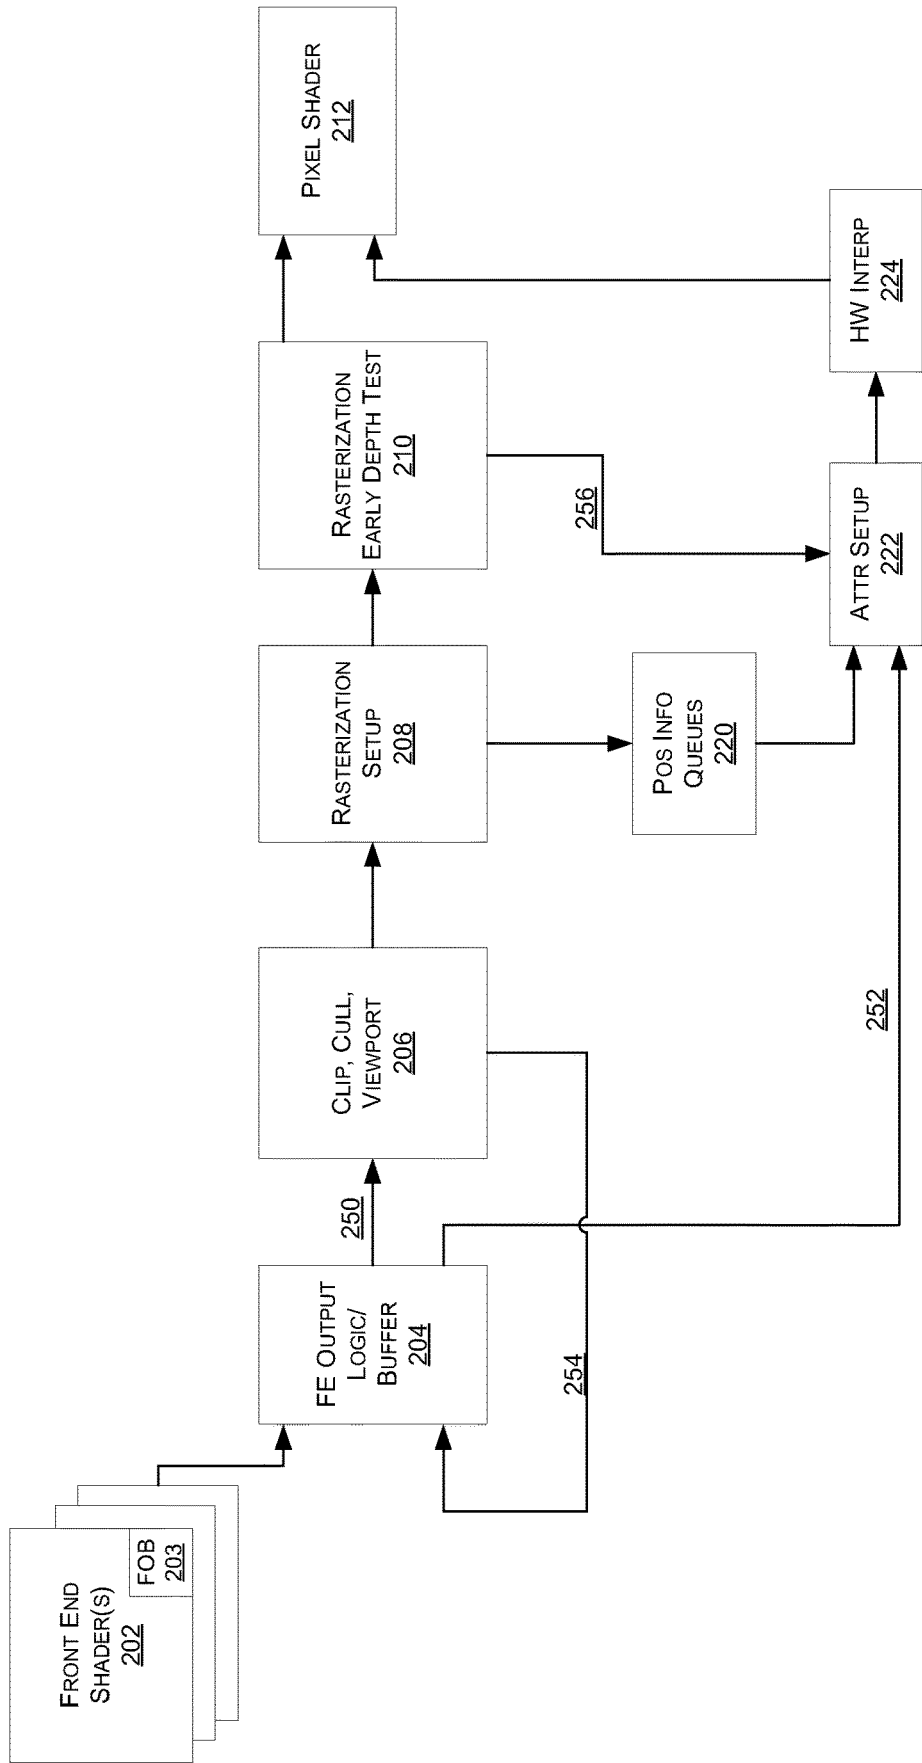 FRONT END
SHADER(S)
202
FOB
203
FE OUTPUT
LOGIC/
BUFFER
204
250
CLIP, CULL,
VIEWPORT
206
RASTERIZATION
SETUP
208
RASTERIZATION
EARLY DEPTH TEST
210
PIXEL SHADER
212
254
256
POS INFO
QUEUES
220
252
ATTR SETUP
222
HW INTERP
224